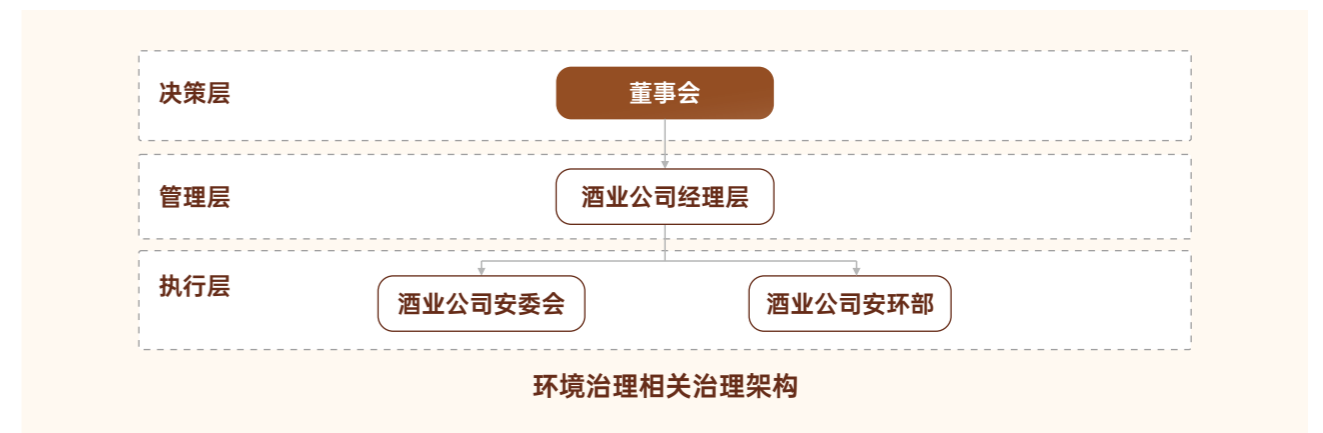 决策层
董事会
管理层
酒业公司经理层
执行层
酒业公司安委会
酒业公司安环部
环境治理相关治理架构